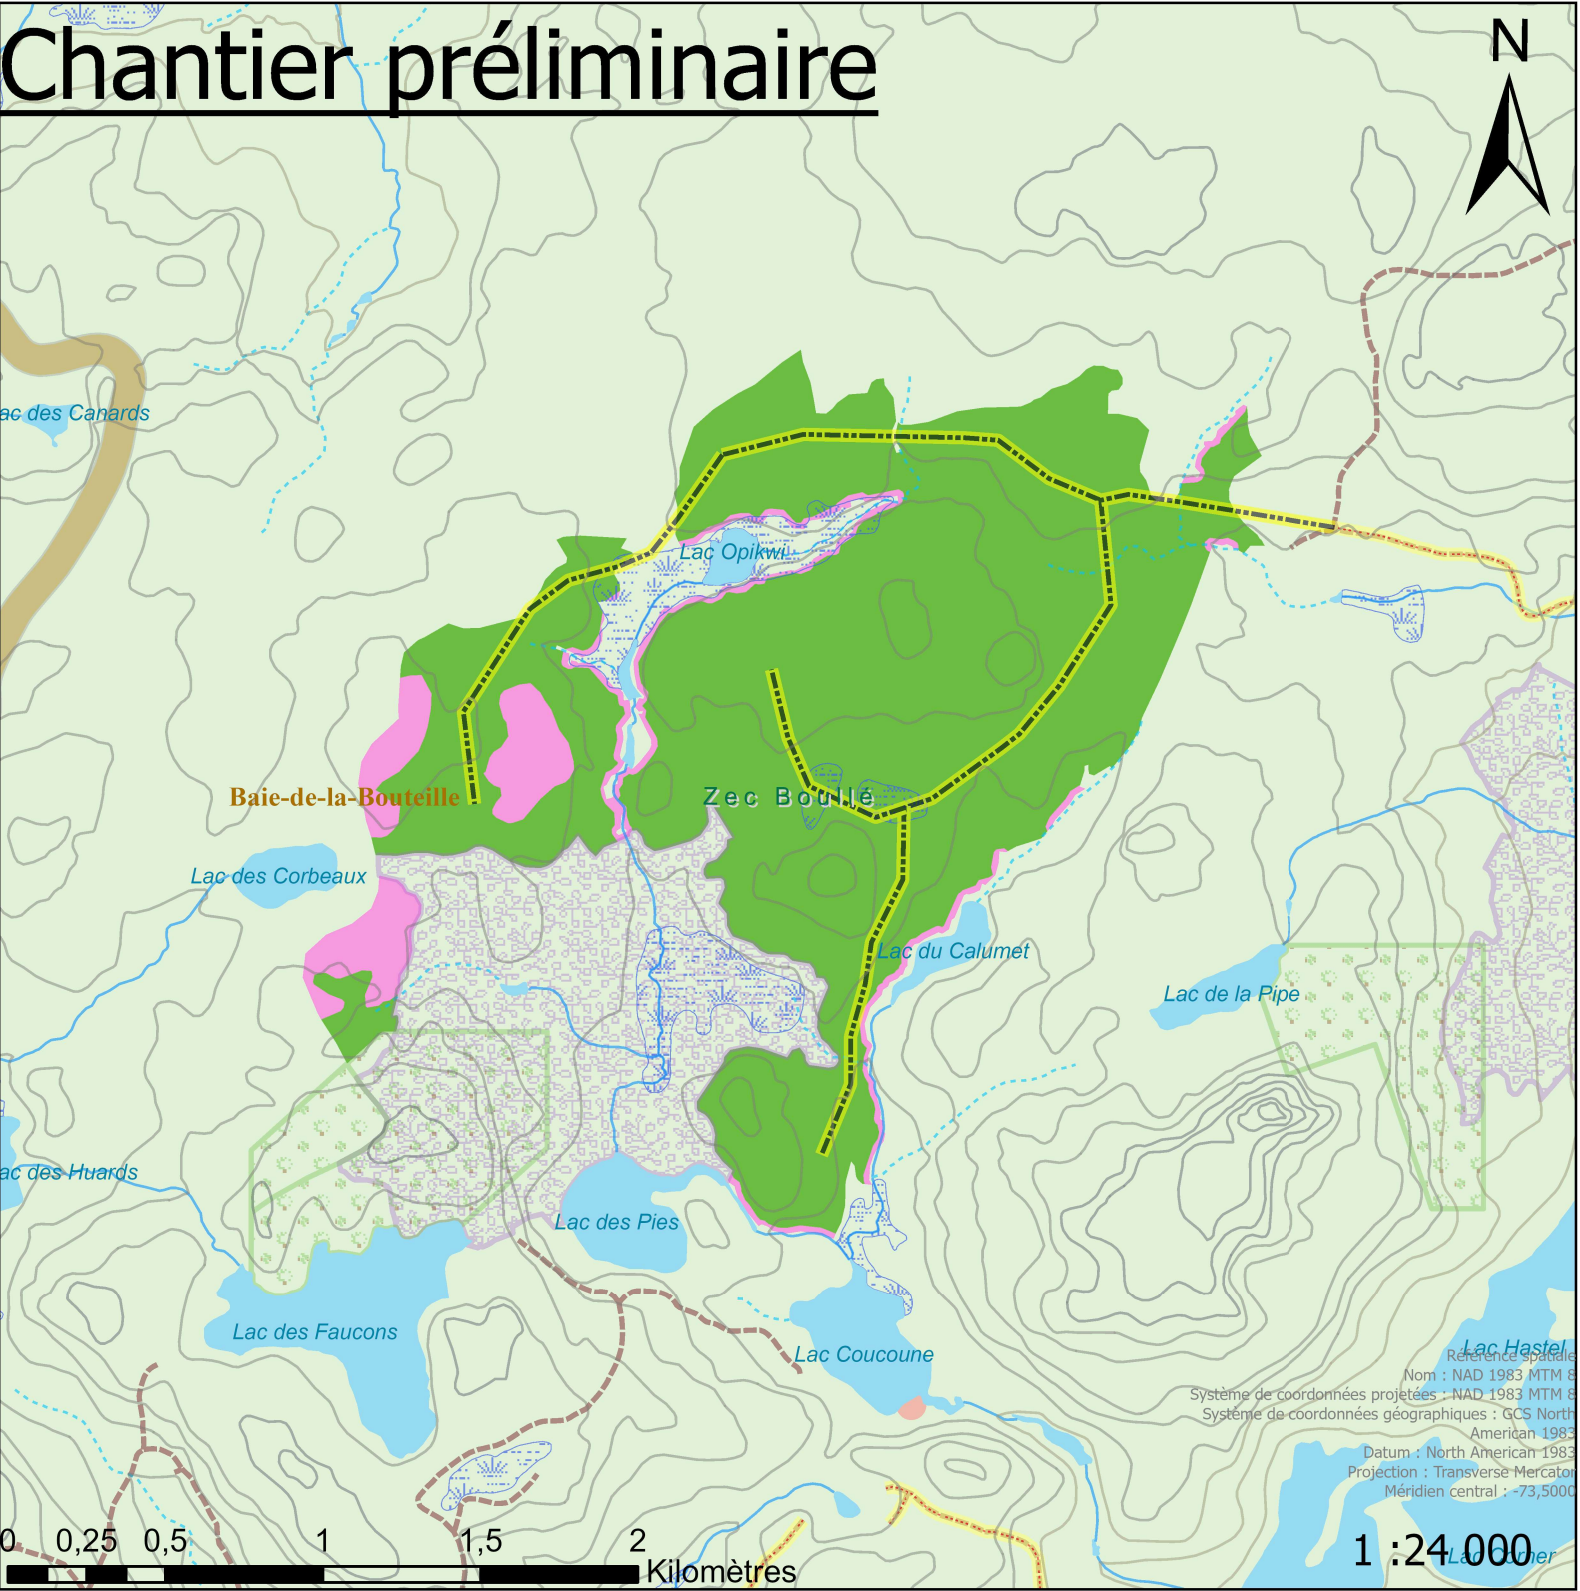 Chantier préliminaire
N
ac des Canards
Lac Opikwi
Baie-de-la-Bouteille
Zec Boullé
Lac des Corbeaux
Lac du Calumet
Lac de la Pipe
ac des Huards
Lac des Pies
Lac des Faucons
Lac Coucoune
Lac Hastel
Référence spatiale
Nom : NAD 1983 MTM 8
Système de coordonnées projetées : NAD 1983 MTM 8
Système de coordonnées géographiques : GCS North
American 1983
Datum : North American 1983
Projection : Transverse Mercator
Méridien central : -73,5000
0 0,25 0,5 1 1,5 2
Kilomètres
1 :24 000
Lac